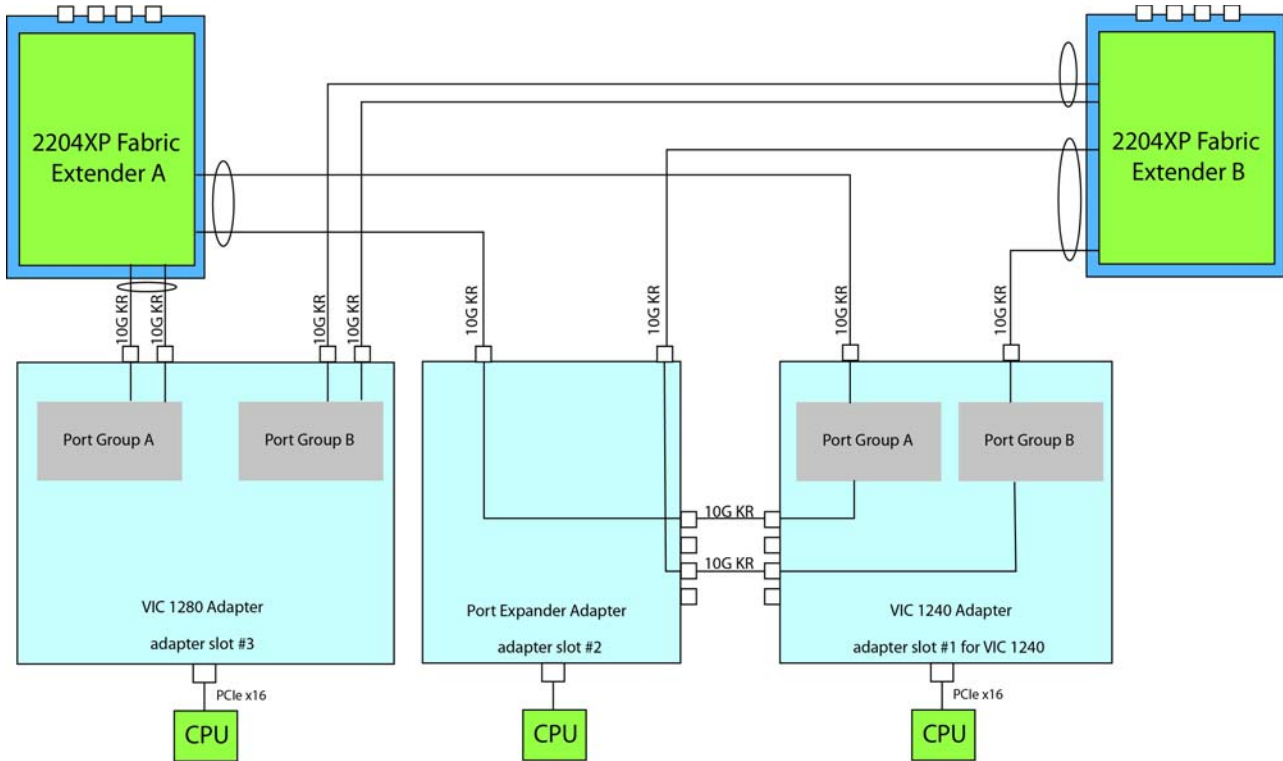 2204XP Fabric
Extender A
2204XP Fabric
Extender B
10G KR
10G KR
10G KR
10G KR
10G KR
10G KR
10G KR
10G KR
Port Group A
Port Group B
Port Group A
Port Group B
10G KR
10G KR
VIC 1280 Adapter
adapter slot #3
Port Expander Adapter
adapter slot #2
VIC 1240 Adapter
adapter slot #1 for VIC 1240
PCIe x16
PCIe x16
CPU
CPU
CPU